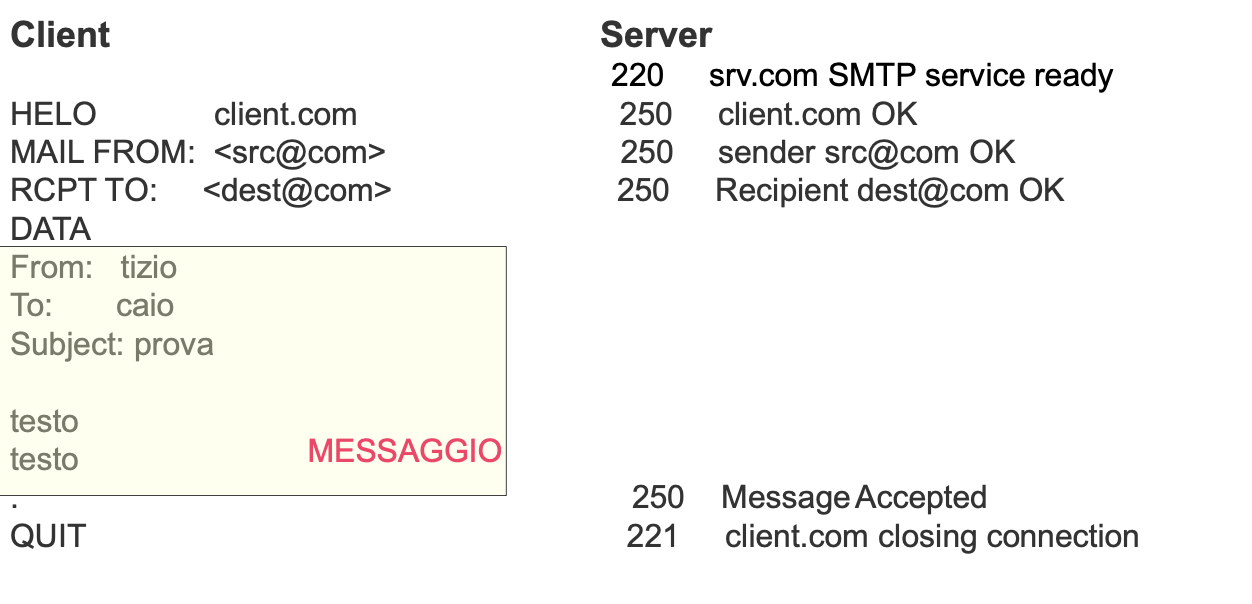 Client Server
220 srv.com SMTP service ready
HELO client.com 250 client.com OK
MAIL FROM: <src@com> 250 sender src@com OK
RCPT TO: <dest@com> 250 Recipient dest@com OK
DATA
From: tizio
To: caio
Subject: prova
testo
testo MESSAGGIO
. 250 Message Accepted
QUIT 221 client.com closing connection